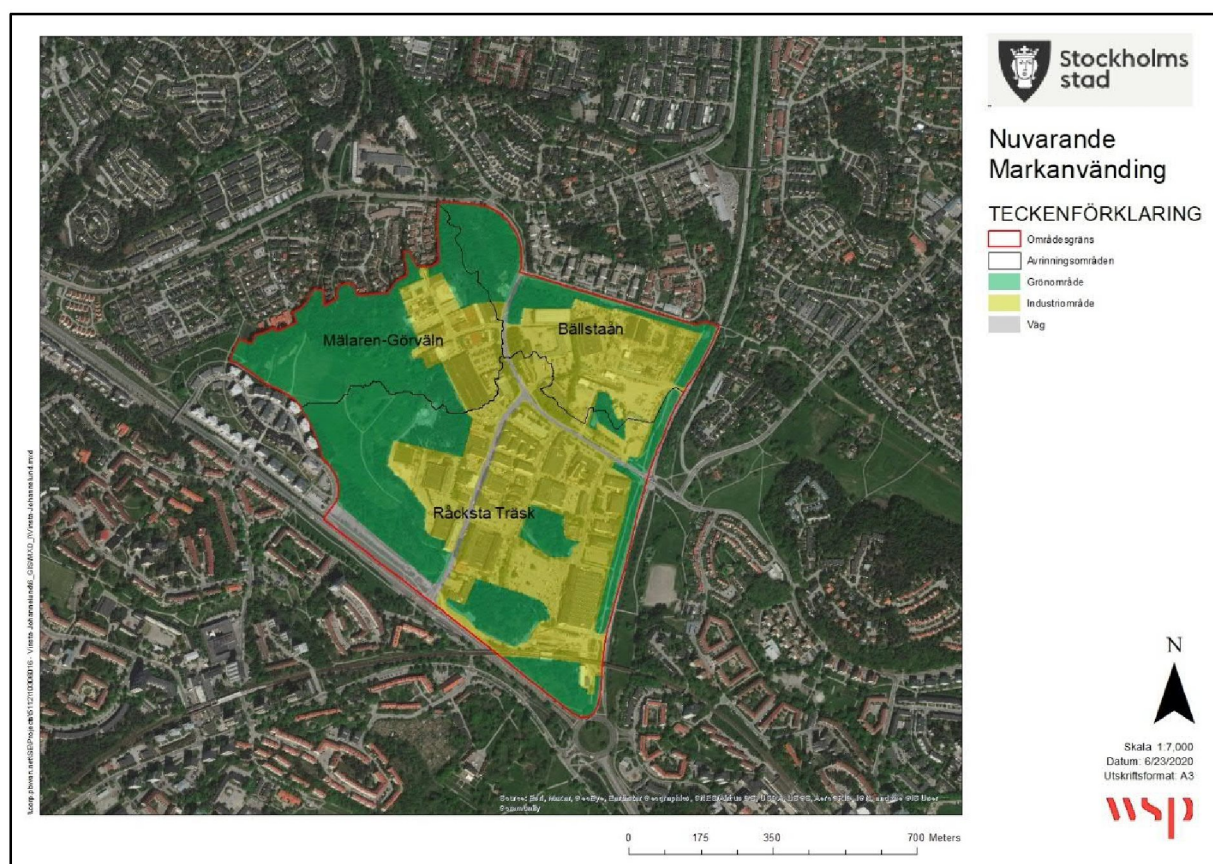 Stockholms
stad
Nuvarande
Markanvänding
TECKENFÖRKLARING
Områdesgräns
Avrinningsområden
Grönområde
Industriområde
Väg
Bällstaån
Mälaren-Görväln
Råcksta Träsk
N
Skala 1:7,000
Datum: 6/23/2020
Utskriftsformat: A3
wsp
0 175 350 700 Meters